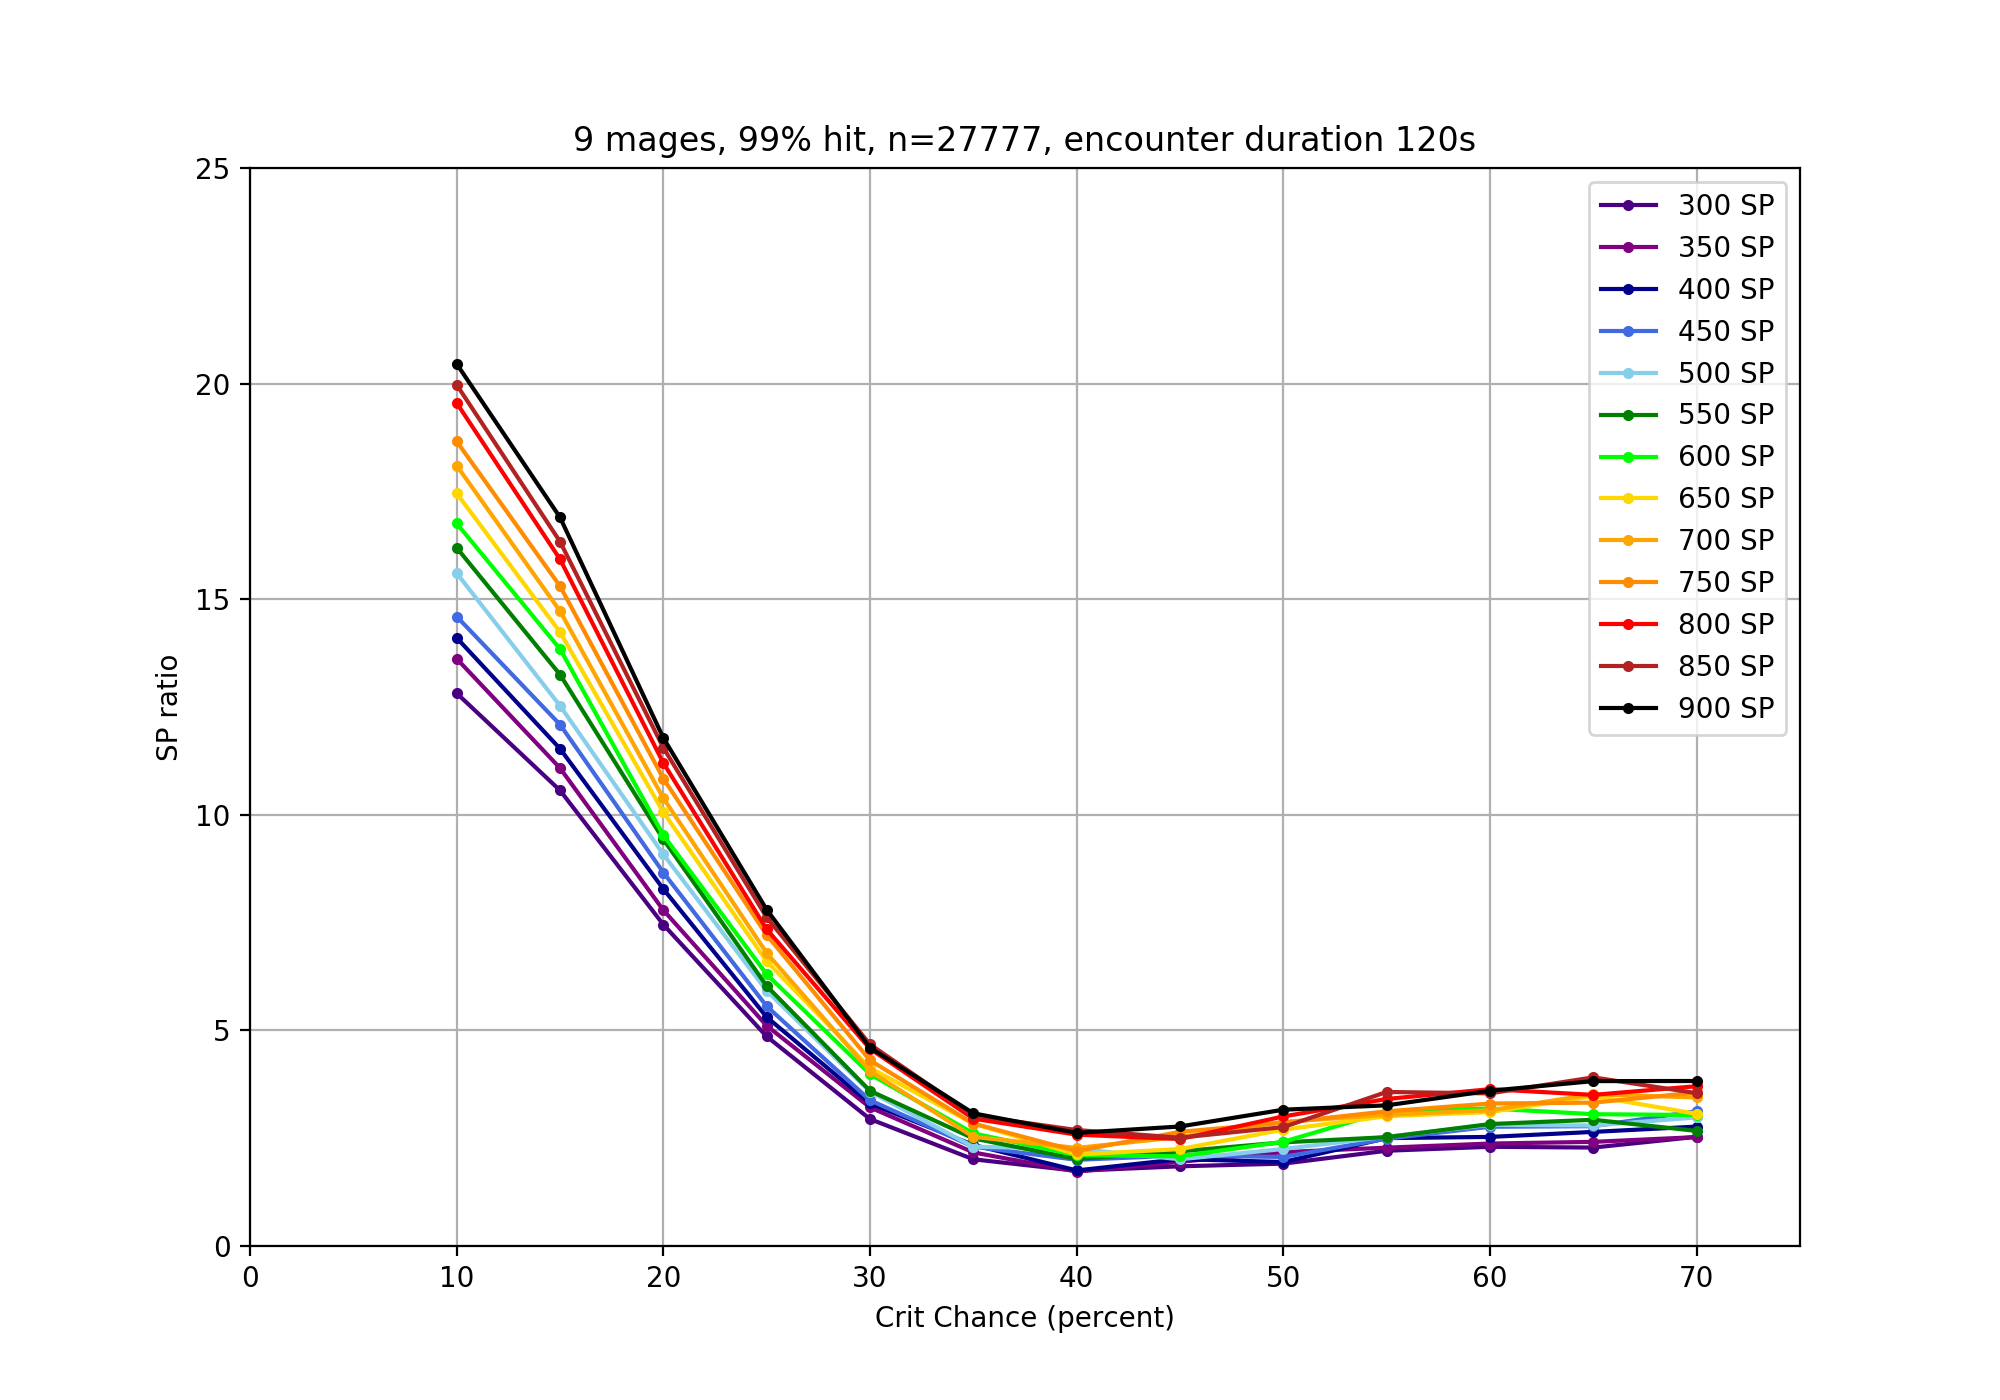 9 mages, 99% hit, n=27777, encounter duration 120s
25
20
15
10
5
0
SP ratio
300 SP
350 SP
400 SP
450 SP
500 SP
550 SP
600 SP
650 SP
700 SP
750 SP
800 SP
850 SP
900 SP
0 10 20 30 40 50 60 70
Crit Chance (percent)